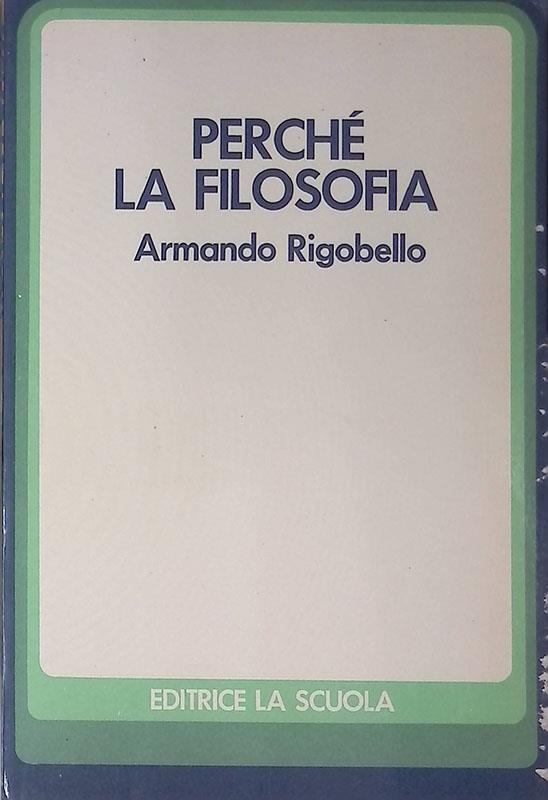 PERCHÉ
LA FILOSOFIA
Armando Rigobello
EDITRICE LA SCUOLA